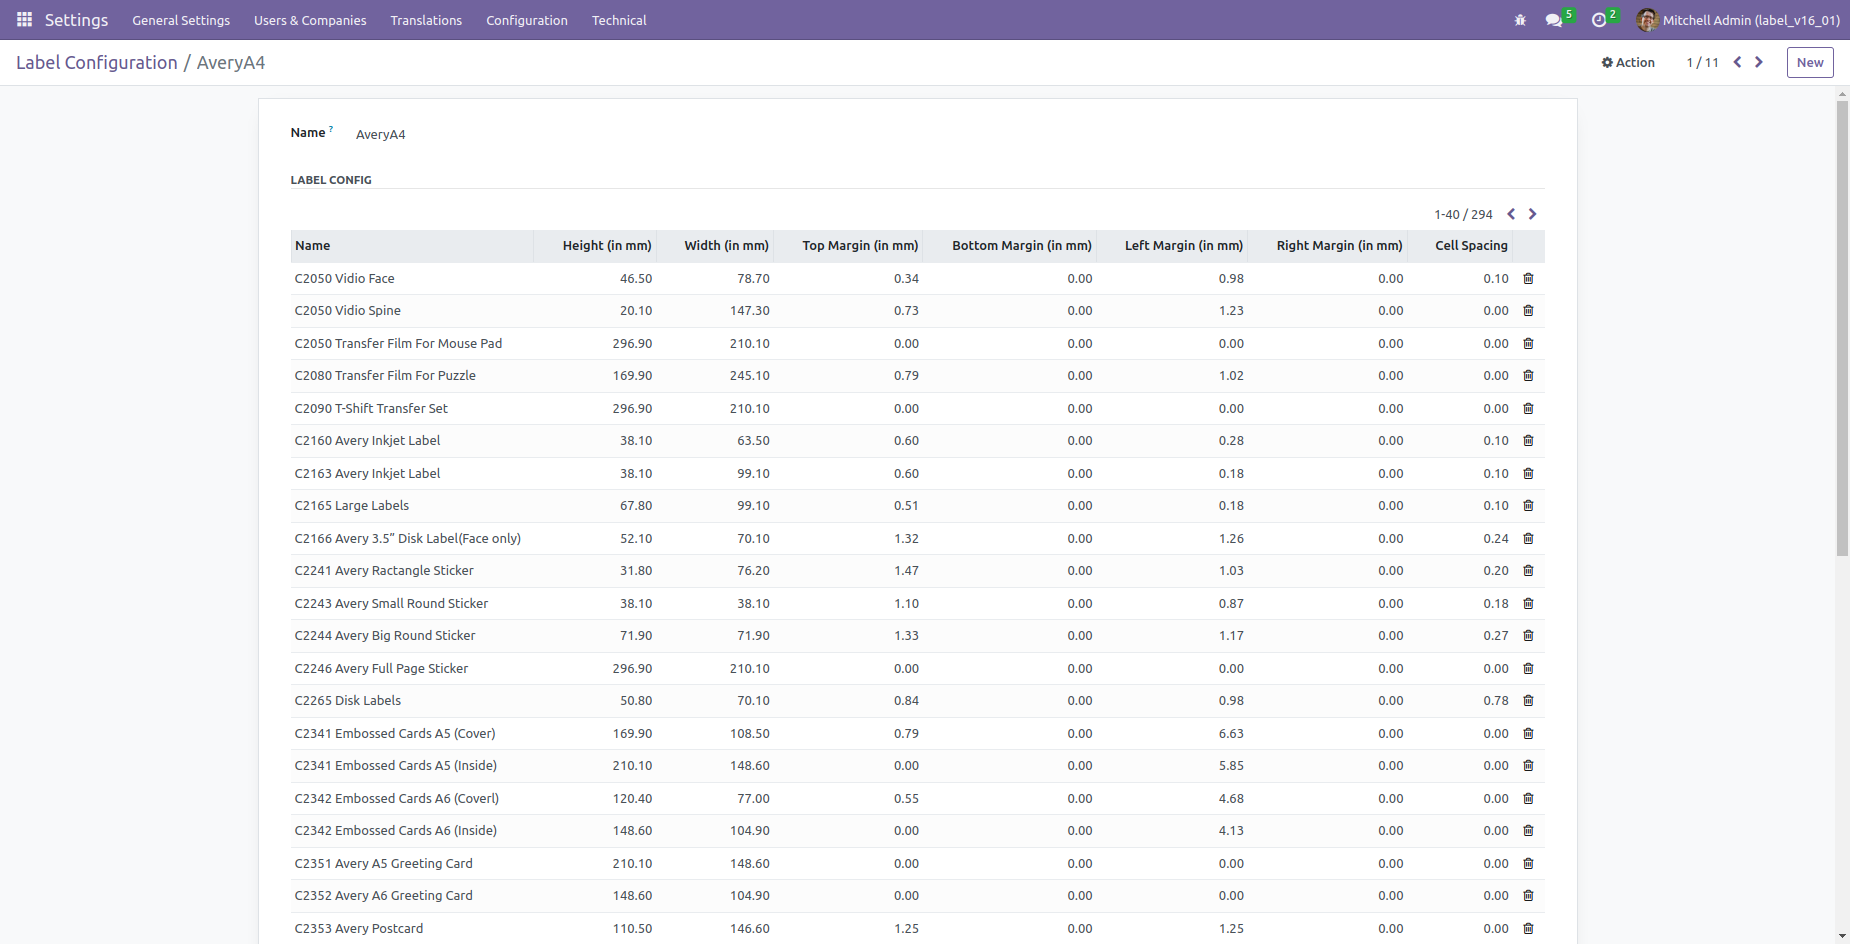 Settings General Settings Users & Companies Translations Configuration Technical 5 2 Mitchell Admin (label_v16_01)
Label Configuration / AveryA4 Action 1 / 11 New
Name ? AveryA4
LABEL CONFIG
1-40 / 294
Name Height (in mm) Width (in mm) Top Margin (in mm) Bottom Margin (in mm) Left Margin (in mm) Right Margin (in mm) Cell Spacing
C2050 Vidio Face 46.50 78.70 0.34 0.00 0.98 0.00 0.10
C2050 Vidio Spine 20.10 147.30 0.73 0.00 1.23 0.00 0.00
C2050 Transfer Film For Mouse Pad 296.90 210.10 0.00 0.00 0.00 0.00 0.00
C2080 Transfer Film For Puzzle 169.90 245.10 0.79 0.00 1.02 0.00 0.00
C2090 T-Shift Transfer Set 296.90 210.10 0.00 0.00 0.00 0.00 0.00
C2160 Avery Inkjet Label 38.10 63.50 0.60 0.00 0.28 0.00 0.10
C2163 Avery Inkjet Label 38.10 99.10 0.60 0.00 0.18 0.00 0.10
C2165 Large Labels 67.80 99.10 0.51 0.00 0.18 0.00 0.10
C2166 Avery 3.5” Disk Label(Face only) 52.10 70.10 1.32 0.00 1.26 0.00 0.24
C2241 Avery Ractangle Sticker 31.80 76.20 1.47 0.00 1.03 0.00 0.20
C2243 Avery Small Round Sticker 38.10 38.10 1.10 0.00 0.87 0.00 0.18
C2244 Avery Big Round Sticker 71.90 71.90 1.33 0.00 1.17 0.00 0.27
C2246 Avery Full Page Sticker 296.90 210.10 0.00 0.00 0.00 0.00 0.00
C2265 Disk Labels 50.80 70.10 0.84 0.00 0.98 0.00 0.78
C2341 Embossed Cards A5 (Cover) 169.90 108.50 0.79 0.00 6.63 0.00 0.00
C2341 Embossed Cards A5 (Inside) 210.10 148.60 0.00 0.00 5.85 0.00 0.00
C2342 Embossed Cards A6 (Coverl) 120.40 77.00 0.55 0.00 4.68 0.00 0.00
C2342 Embossed Cards A6 (Inside) 148.60 104.90 0.00 0.00 4.13 0.00 0.00
C2351 Avery A5 Greeting Card 210.10 148.60 0.00 0.00 0.00 0.00 0.00
C2352 Avery A6 Greeting Card 148.60 104.90 0.00 0.00 0.00 0.00 0.00
C2353 Avery Postcard 110.50 146.60 1.25 0.00 1.25 0.00 0.00